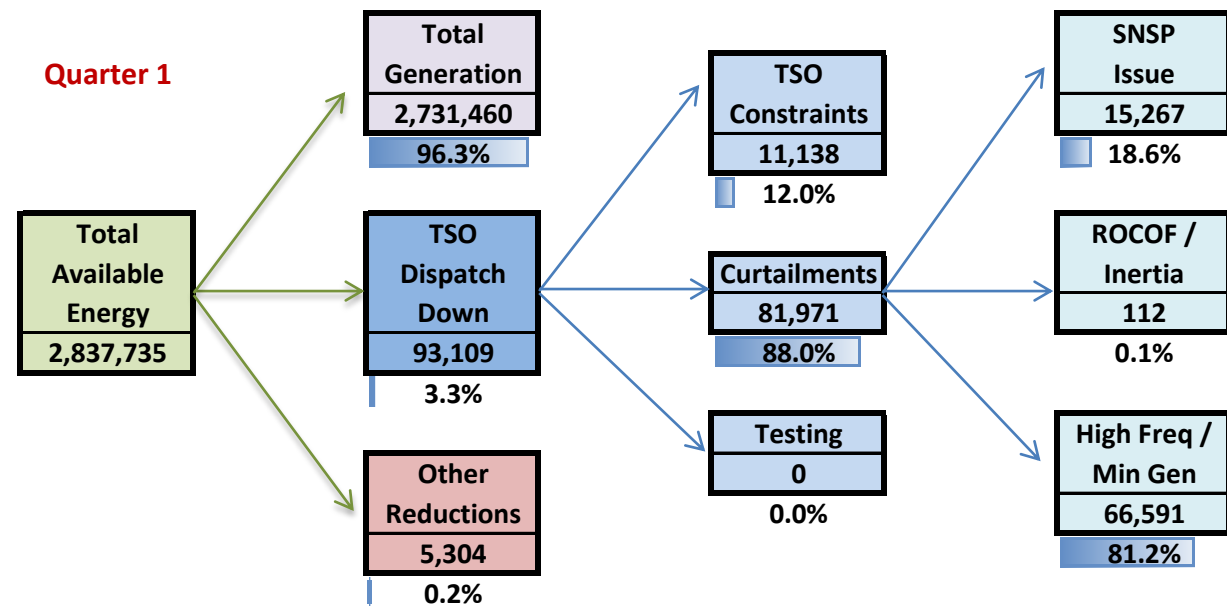 Quarter 1
Total
Available
Energy
2,837,735
Total
Generation
2,731,460
96.3%
TSO
Dispatch
Down
93,109
3.3%
Other
Reductions
5,304
0.2%
TSO
Constraints
11,138
12.0%
Curtailments
81,971
88.0%
Testing
0
0.0%
SNSP
Issue
15,267
18.6%
ROCOF /
Inertia
112
0.1%
High Freq /
Min Gen
66,591
81.2%